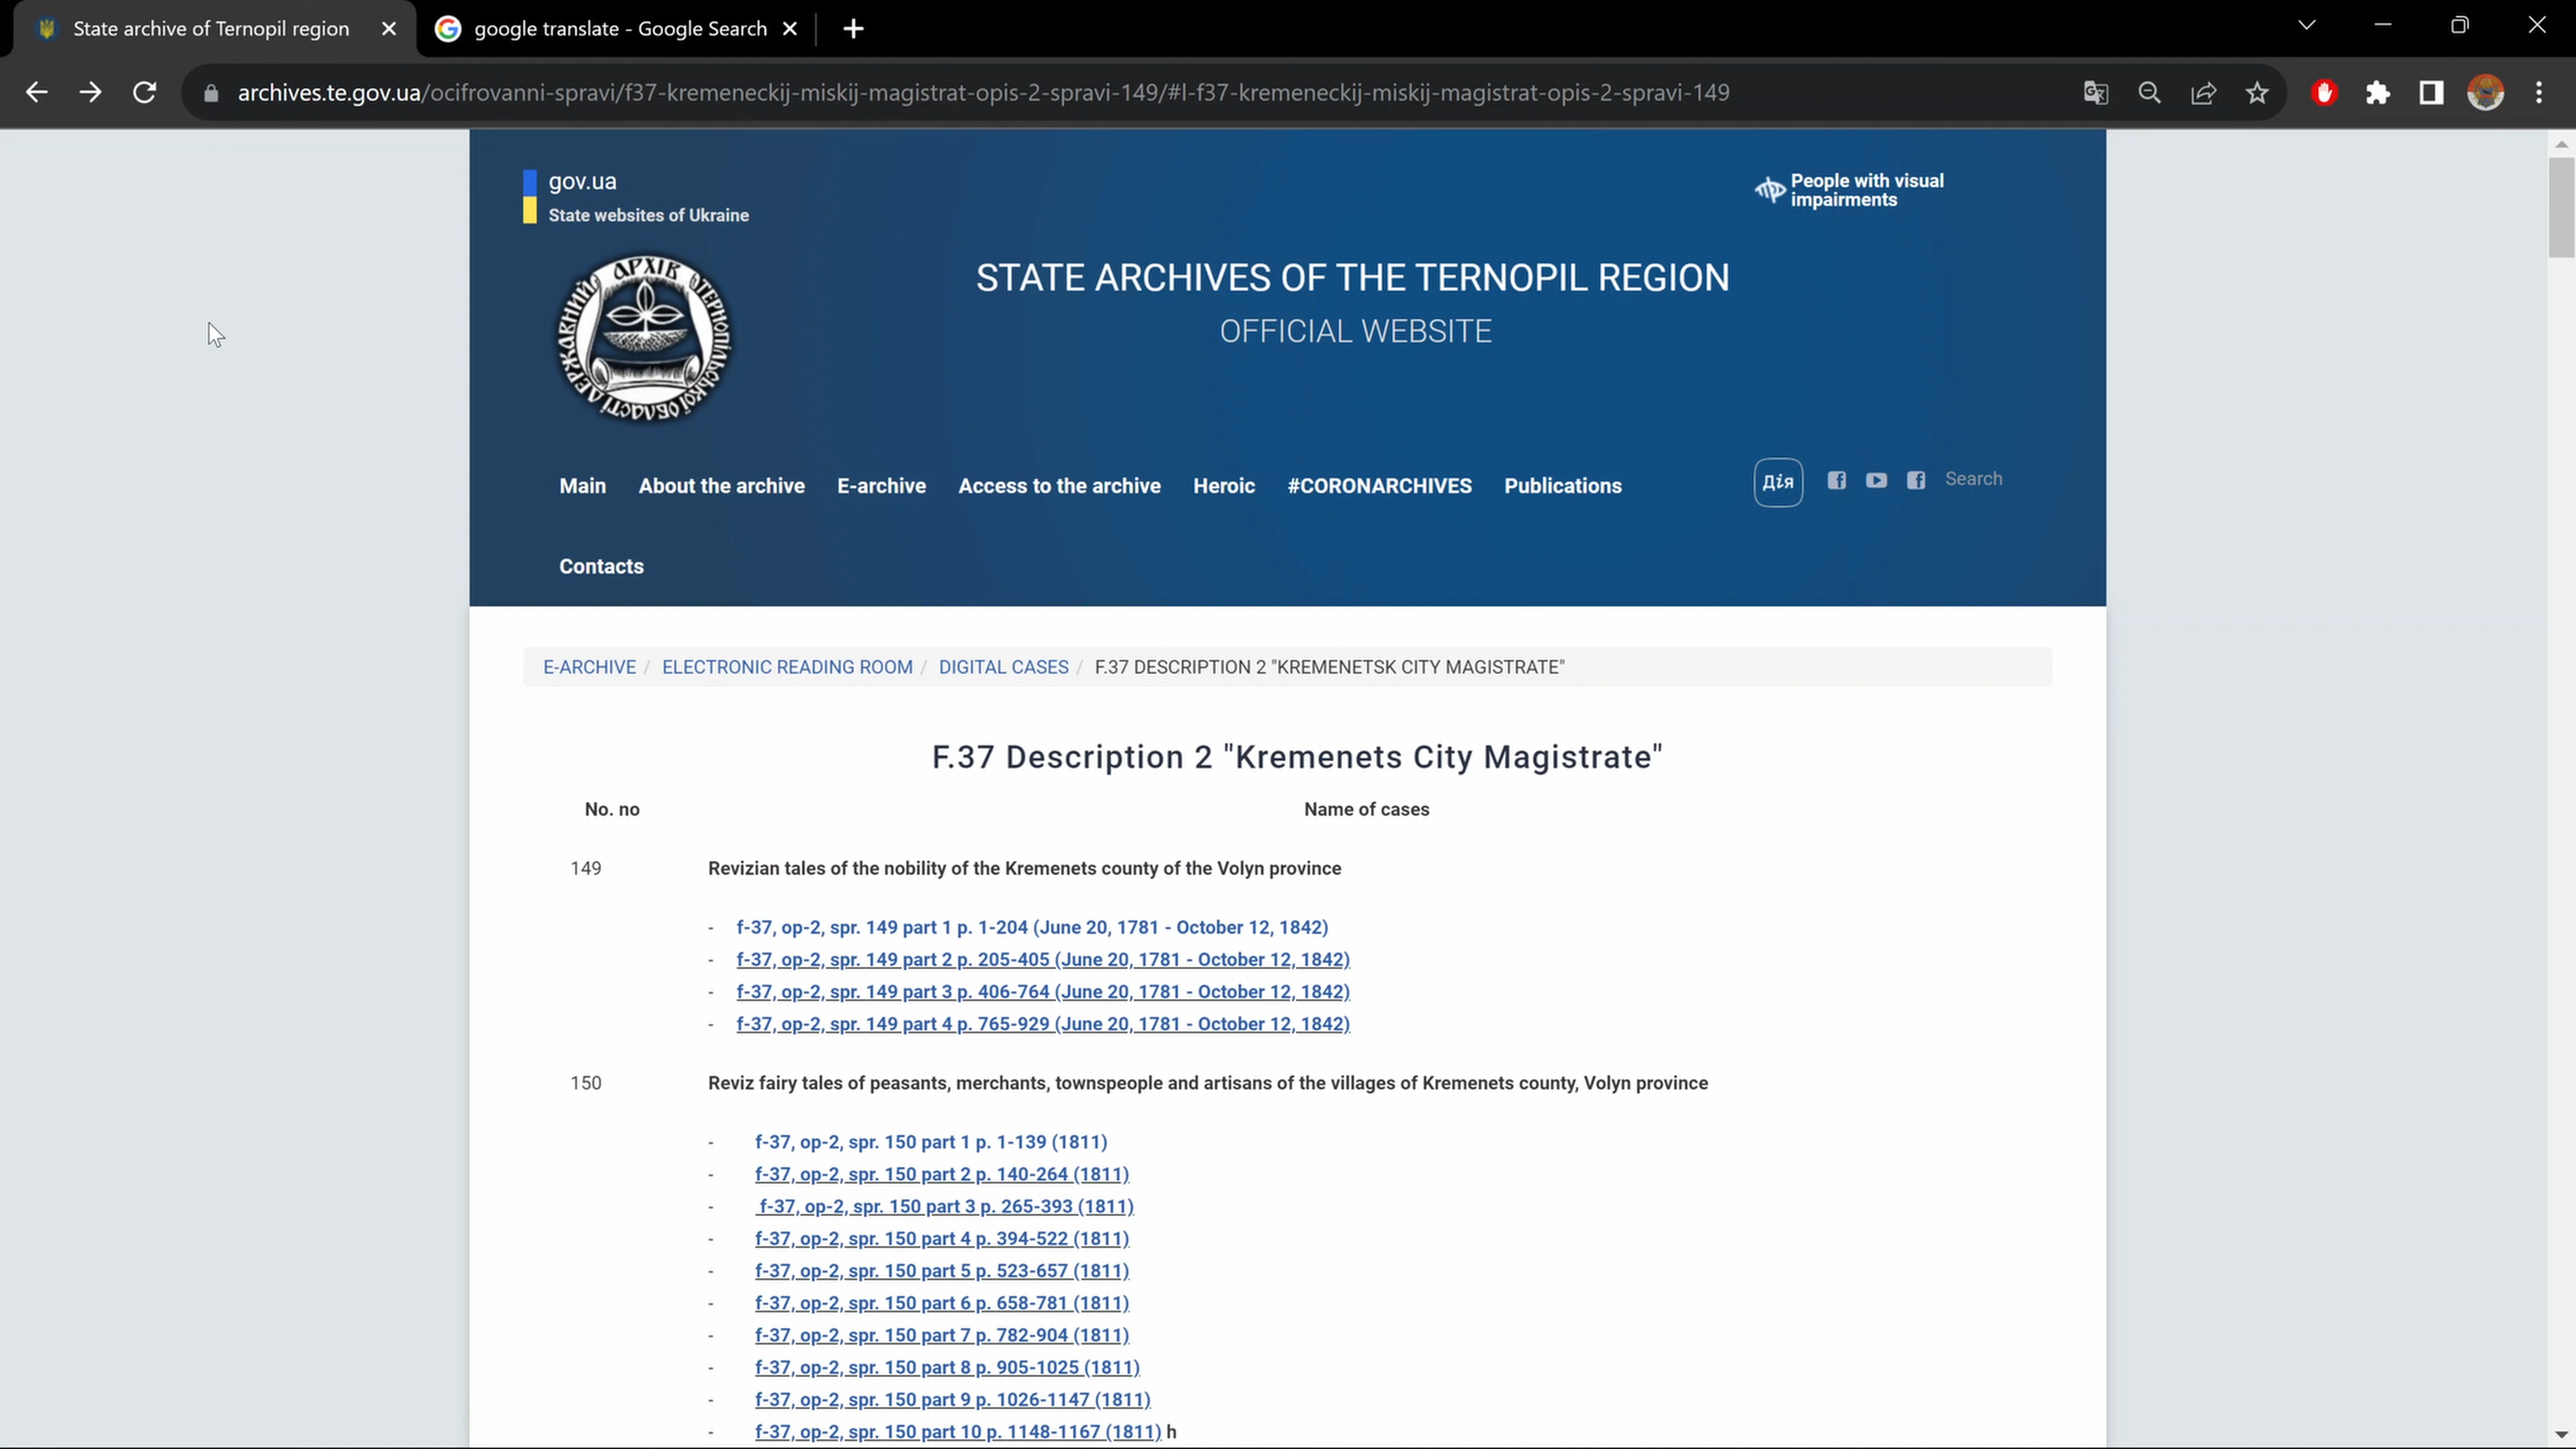 State archive of Ternopil region
google translate - Google Search
archives.te.gov.ua/ocifrovanni-spravi/f37-kremeneckij-miskij-magistrat-opis-2-spravi-149/#l-f37-kremeneckij-miskij-magistrat-opis-2-spravi-149
gov.ua
State websites of Ukraine
People with visual
impairments
ДЕРЖАВНИЙ АРХІВ ТЕРНОПІЛЬСЬКОЇ ОБЛАСТІ
STATE ARCHIVES OF THE TERNOPIL REGION
OFFICIAL WEBSITE
Main About the archive E-archive Access to the archive Heroic #CORONARCHIVES Publications Дія Search
Contacts
E-ARCHIVE / ELECTRONIC READING ROOM / DIGITAL CASES / F.37 DESCRIPTION 2 "KREMENETSK CITY MAGISTRATE"
F.37 Description 2 "Kremenets City Magistrate"
No. no Name of cases
149 Revizian tales of the nobility of the Kremenets county of the Volyn province
- f-37, op-2, spr. 149 part 1 p. 1-204 (June 20, 1781 - October 12, 1842)
- f-37, op-2, spr. 149 part 2 p. 205-405 (June 20, 1781 - October 12, 1842)
- f-37, op-2, spr. 149 part 3 p. 406-764 (June 20, 1781 - October 12, 1842)
- f-37, op-2, spr. 149 part 4 p. 765-929 (June 20, 1781 - October 12, 1842)
150 Reviz fairy tales of peasants, merchants, townspeople and artisans of the villages of Kremenets county, Volyn province
- f-37, op-2, spr. 150 part 1 p. 1-139 (1811)
- f-37, op-2, spr. 150 part 2 p. 140-264 (1811)
- f-37, op-2, spr. 150 part 3 p. 265-393 (1811)
- f-37, op-2, spr. 150 part 4 p. 394-522 (1811)
- f-37, op-2, spr. 150 part 5 p. 523-657 (1811)
- f-37, op-2, spr. 150 part 6 p. 658-781 (1811)
- f-37, op-2, spr. 150 part 7 p. 782-904 (1811)
- f-37, op-2, spr. 150 part 8 p. 905-1025 (1811)
- f-37, op-2, spr. 150 part 9 p. 1026-1147 (1811)
- f-37, op-2, spr. 150 part 10 p. 1148-1167 (1811) h